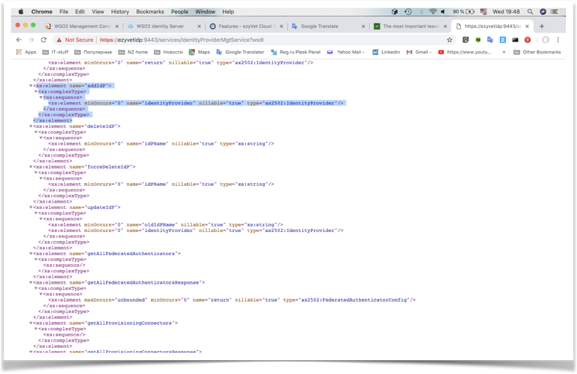 Chrome File Edit View History Bookmarks People Window Help 90 % Wed 19:48
WSO2 Management Con WSO2 Identity Server Features – azyVet Cloud Google Translate The most important lesso https://ezyvetidp:9443/
Not Secure https://ezyvetidp:9443/services/IdentityProviderMgtService?wsdl
Apps IT-stuff Популярные NZ home Новости Maps Google Translater Reg.ru Plesk Panel Yahoo Mail LinkedIn Gmail https://www.youtu... Other Bookmarks
<xs:element minOccurs="0" name="return" nillable="true" type="ax2502:IdentityProvider"/>
</xs:sequence>
</xs:complexType>
</xs:element>
▼<xs:element name="addIdP">
▼<xs:complexType>
▼<xs:sequence>
<xs:element minOccurs="0" name="identityProvider" nillable="true" type="ax2502:IdentityProvider"/>
</xs:sequence>
</xs:complexType>
</xs:element>
▼<xs:element name="deleteIdP">
▼<xs:complexType>
▼<xs:sequence>
<xs:element minOccurs="0" name="idPName" nillable="true" type="xs:string"/>
</xs:sequence>
</xs:complexType>
</xs:element>
▼<xs:element name="forceDeleteIdP">
▼<xs:complexType>
▼<xs:sequence>
<xs:element minOccurs="0" name="idPName" nillable="true" type="xs:string"/>
</xs:sequence>
</xs:complexType>
</xs:element>
▼<xs:element name="updateIdP">
▼<xs:complexType>
▼<xs:sequence>
<xs:element minOccurs="0" name="oldIdPName" nillable="true" type="xs:string"/>
<xs:element minOccurs="0" name="identityProvider" nillable="true" type="ax2502:IdentityProvider"/>
</xs:sequence>
</xs:complexType>
</xs:element>
▼<xs:element name="getAllFederatedAuthenticators">
▼<xs:complexType>
<xs:sequence/>
</xs:complexType>
</xs:element>
▼<xs:element name="getAllFederatedAuthenticatorsResponse">
▼<xs:complexType>
▼<xs:sequence>
<xs:element maxOccurs="unbounded" minOccurs="0" name="return" nillable="true" type="ax2502:FederatedAuthenticatorConfig"/>
</xs:sequence>
</xs:complexType>
</xs:element>
▼<xs:element name="getAllProvisioningConnectors">
▼<xs:complexType>
<xs:sequence/>
</xs:complexType>
</xs:element>
▼<xs:element name="getAllProvisioningConnectorsResponse">